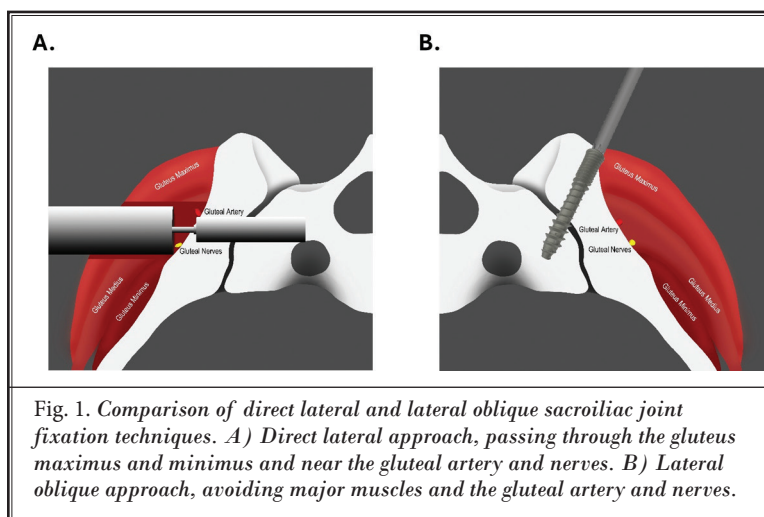 A.
B.
Gluteus Maximus
Gluteal Artery
Gluteal Nerves
Gluteus Medius
Gluteus Minimus
Gluteus Maximus
Gluteal Artery
Gluteal Nerves
Gluteus Medius
Gluteus Minimus
Fig. 1. Comparison of direct lateral and lateral oblique sacroiliac joint
fixation techniques. A) Direct lateral approach, passing through the gluteus
maximus and minimus and near the gluteal artery and nerves. B) Lateral
oblique approach, avoiding major muscles and the gluteal artery and nerves.